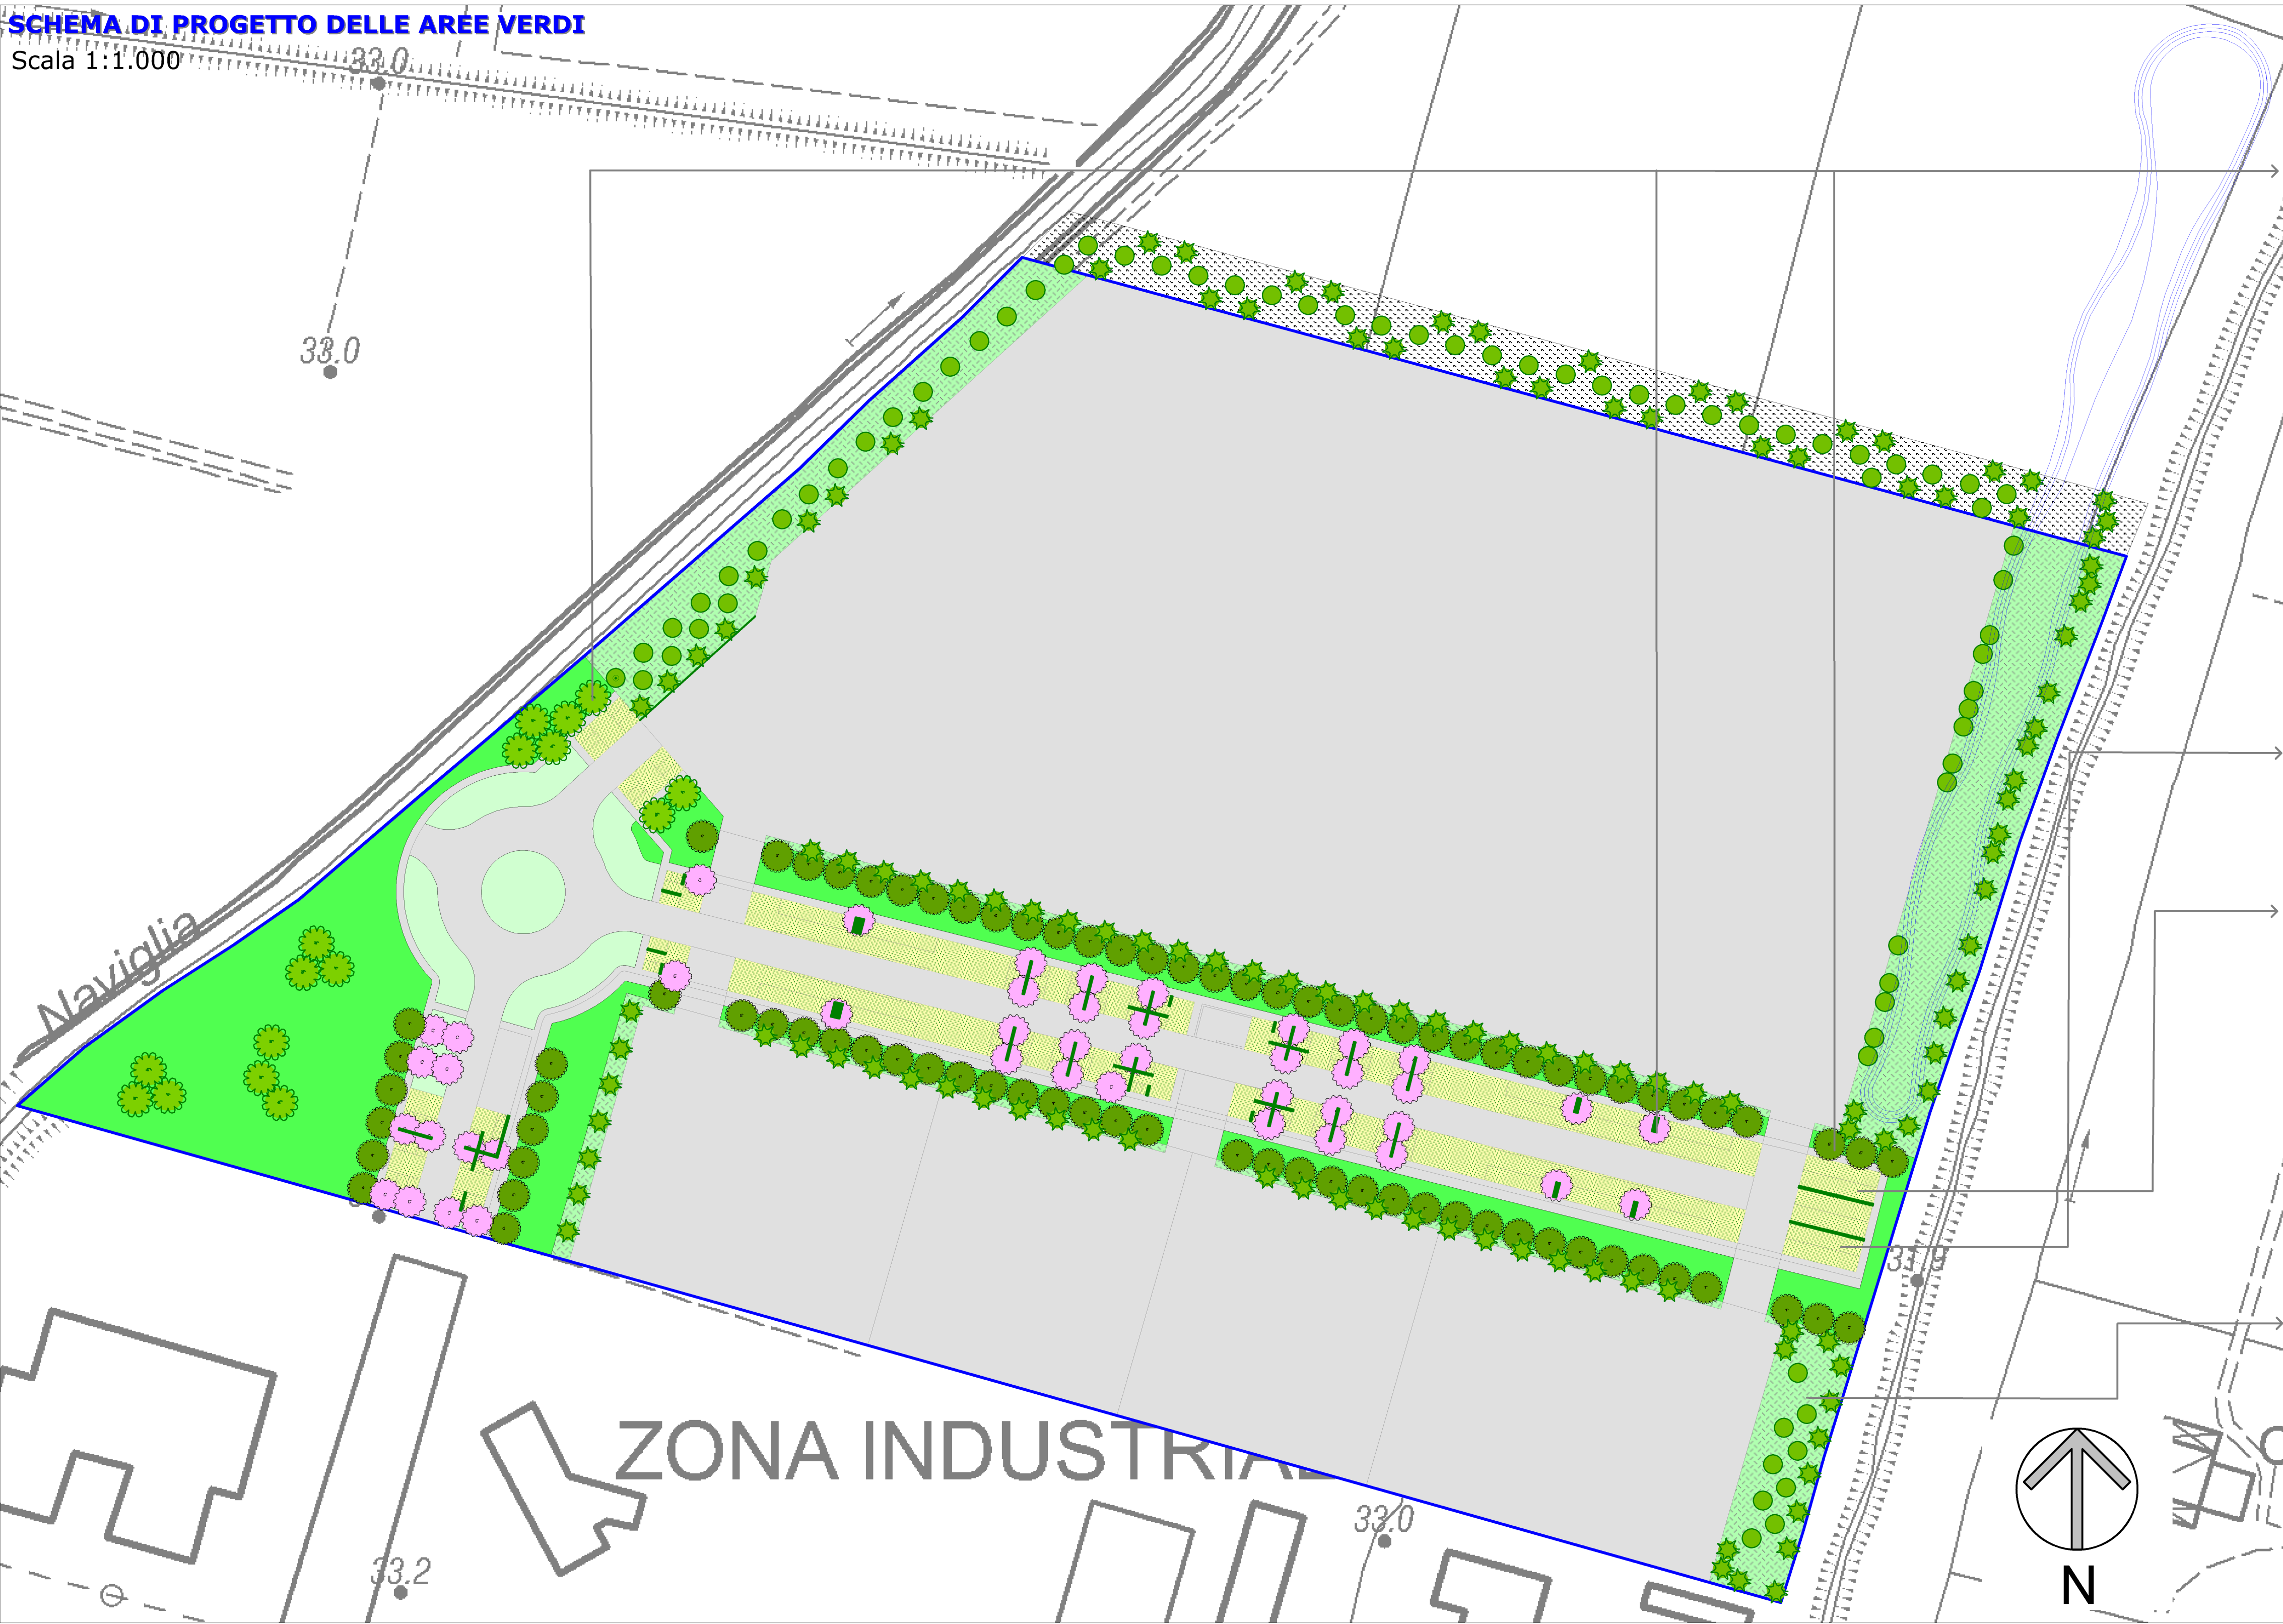 SCHEMA DI PROGETTO DELLE AREE VERDI
Scala 1:1.000
33.0
33.0
Naviglia
31.9
ZONA INDUSTRIAL
33.0
33.2
N